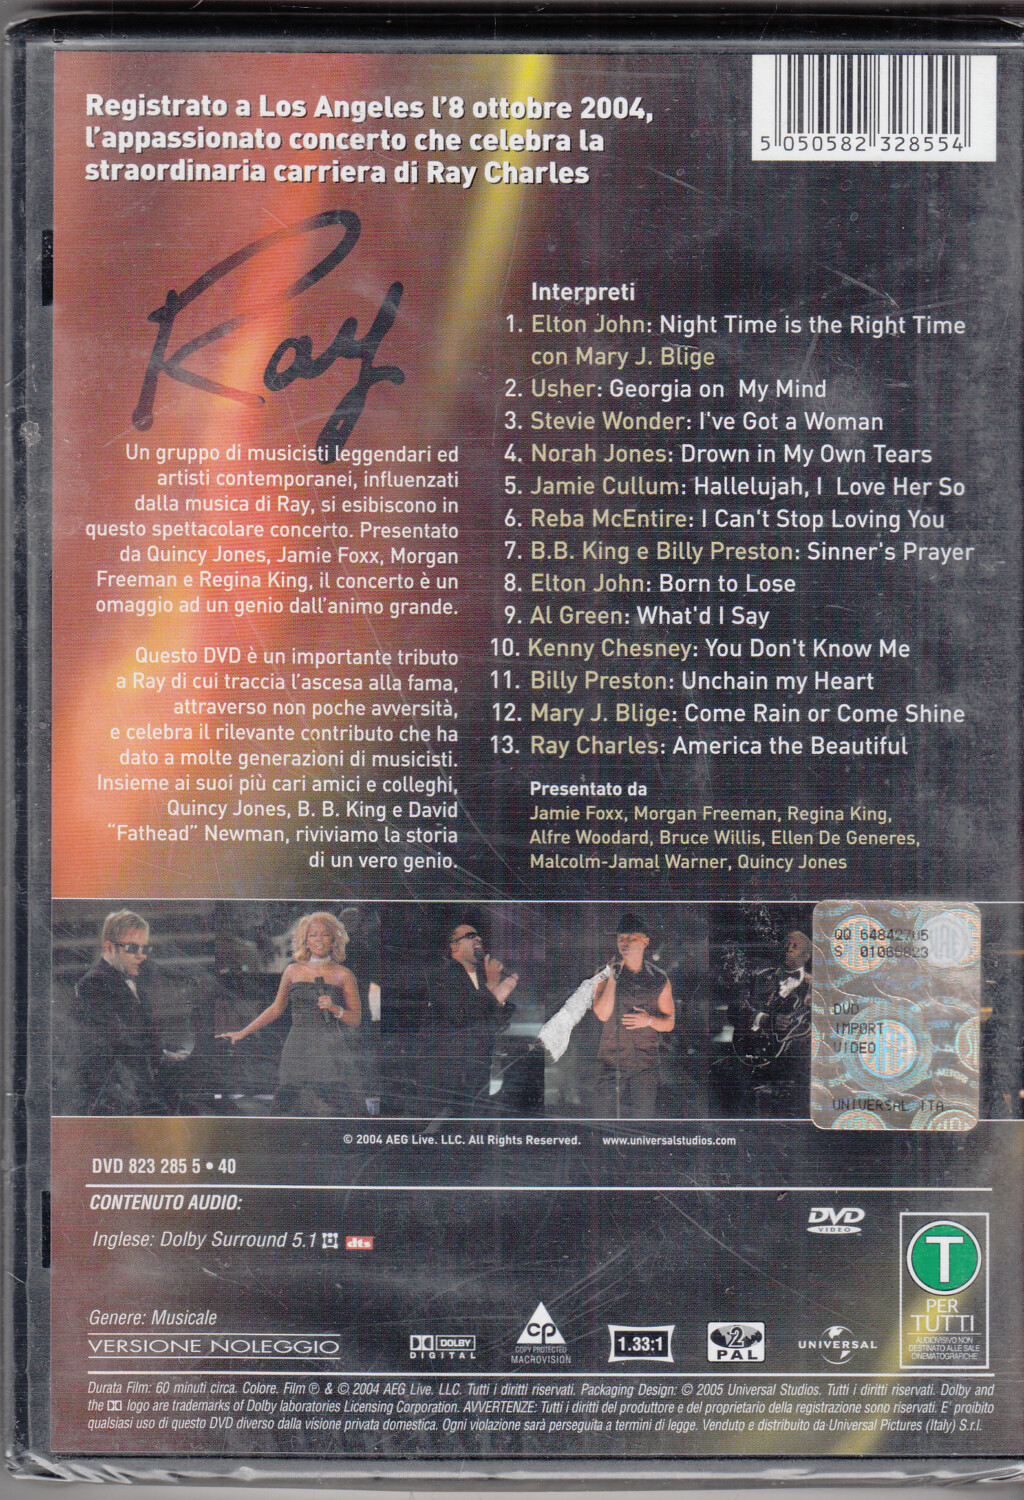 Registrato a Los Angeles l'8 ottobre 2004,
l'appassionato concerto che celebra la
straordinaria carriera di Ray Charles
5 050582 328554
Ray
Un gruppo di musicisti leggendari ed
artisti contemporanei, influenzati
dalla musica di Ray, si esibiscono in
questo spettacolare concerto. Presentato
da Quincy Jones, Jamie Foxx, Morgan
Freeman e Regina King, il concerto è un
omaggio ad un genio dall'animo grande.
Questo DVD è un importante tributo
a Ray di cui traccia l'ascesa alla fama,
attraverso non poche avversità,
e celebra il rilevante contributo che ha
dato a molte generazioni di musicisti.
Insieme ai suoi più cari amici e colleghi,
Quincy Jones, B. B. King e David
"Fathead" Newman, riviviamo la storia
di un vero genio.
Interpreti
1. Elton John: Night Time is the Right Time
con Mary J. Blige
2. Usher: Georgia on My Mind
3. Stevie Wonder: I've Got a Woman
4. Norah Jones: Drown in My Own Tears
5. Jamie Cullum: Hallelujah, I Love Her So
6. Reba McEntire: I Can't Stop Loving You
7. B.B. King e Billy Preston: Sinner's Prayer
8. Elton John: Born to Lose
9. Al Green: What'd I Say
10. Kenny Chesney: You Don't Know Me
11. Billy Preston: Unchain my Heart
12. Mary J. Blige: Come Rain or Come Shine
13. Ray Charles: America the Beautiful
Presentato da
Jamie Foxx, Morgan Freeman, Regina King,
Alfre Woodard, Bruce Willis, Ellen De Generes,
Malcolm-Jamal Warner, Quincy Jones
QQ 64842705
S 01065823
DVD
IMPORT
VIDEO
UNIVERSAL ITA
© 2004 AEG Live. LLC. All Rights Reserved. www.universalstudios.com
DVD 823 285 5 • 40
CONTENUTO AUDIO:
Inglese: Dolby Surround 5.1 dts
DVD
VIDEO
T
PER
TUTTI
AUDIOVISIVO NON
DESTINATO ALLE SALE
CINEMATOGRAFICHE
Genere: Musicale
VERSIONE NOLEGGIO
DOLBY
DIGITAL
cp
COPY PROTECTED
MACROVISION
1.33:1
2
PAL
UNIVERSAL
Durata Film: 60 minuti circa. Colore. Film ℗ & © 2004 AEG Live. LLC. Tutti i diritti riservati. Packaging Design: © 2005 Universal Studios. Tutti i diritti riservati. Dolby and
the DD logo are trademarks of Dolby laboratories Licensing Corporation. AVVERTENZE: Tutti i diritti del produttore e del proprietario della registrazione sono riservati. E' proibito
qualsiasi uso di questo DVD diverso dalla visione privata domestica. Ogni violazione sarà perseguita a termini di legge. Venduto e distribuito da Universal Pictures (Italy) S.r.l.